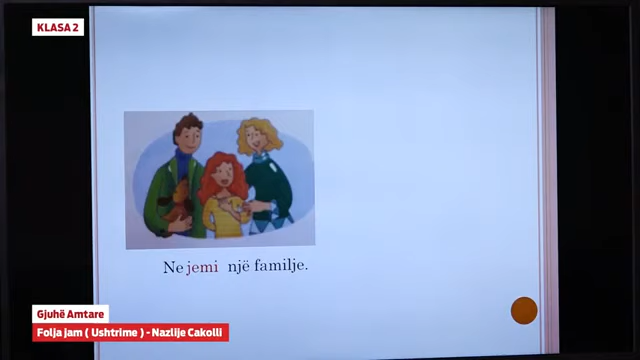 KLASA 2
Ne jemi një familje.
Gjuhë Amtare
Folja jam ( Ushtrime ) - Nazlije Cakolli